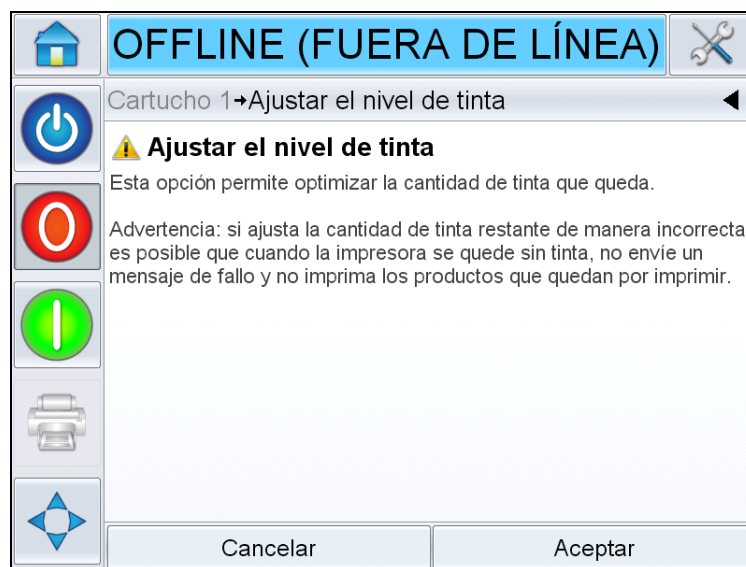 OFFLINE (FUERA DE LÍNEA)
Cartucho 1→Ajustar el nivel de tinta
Ajustar el nivel de tinta
Esta opción permite optimizar la cantidad de tinta que queda.
Advertencia: si ajusta la cantidad de tinta restante de manera incorrecta
es posible que cuando la impresora se quede sin tinta, no envíe un
mensaje de fallo y no imprima los productos que quedan por imprimir.
Cancelar
Aceptar